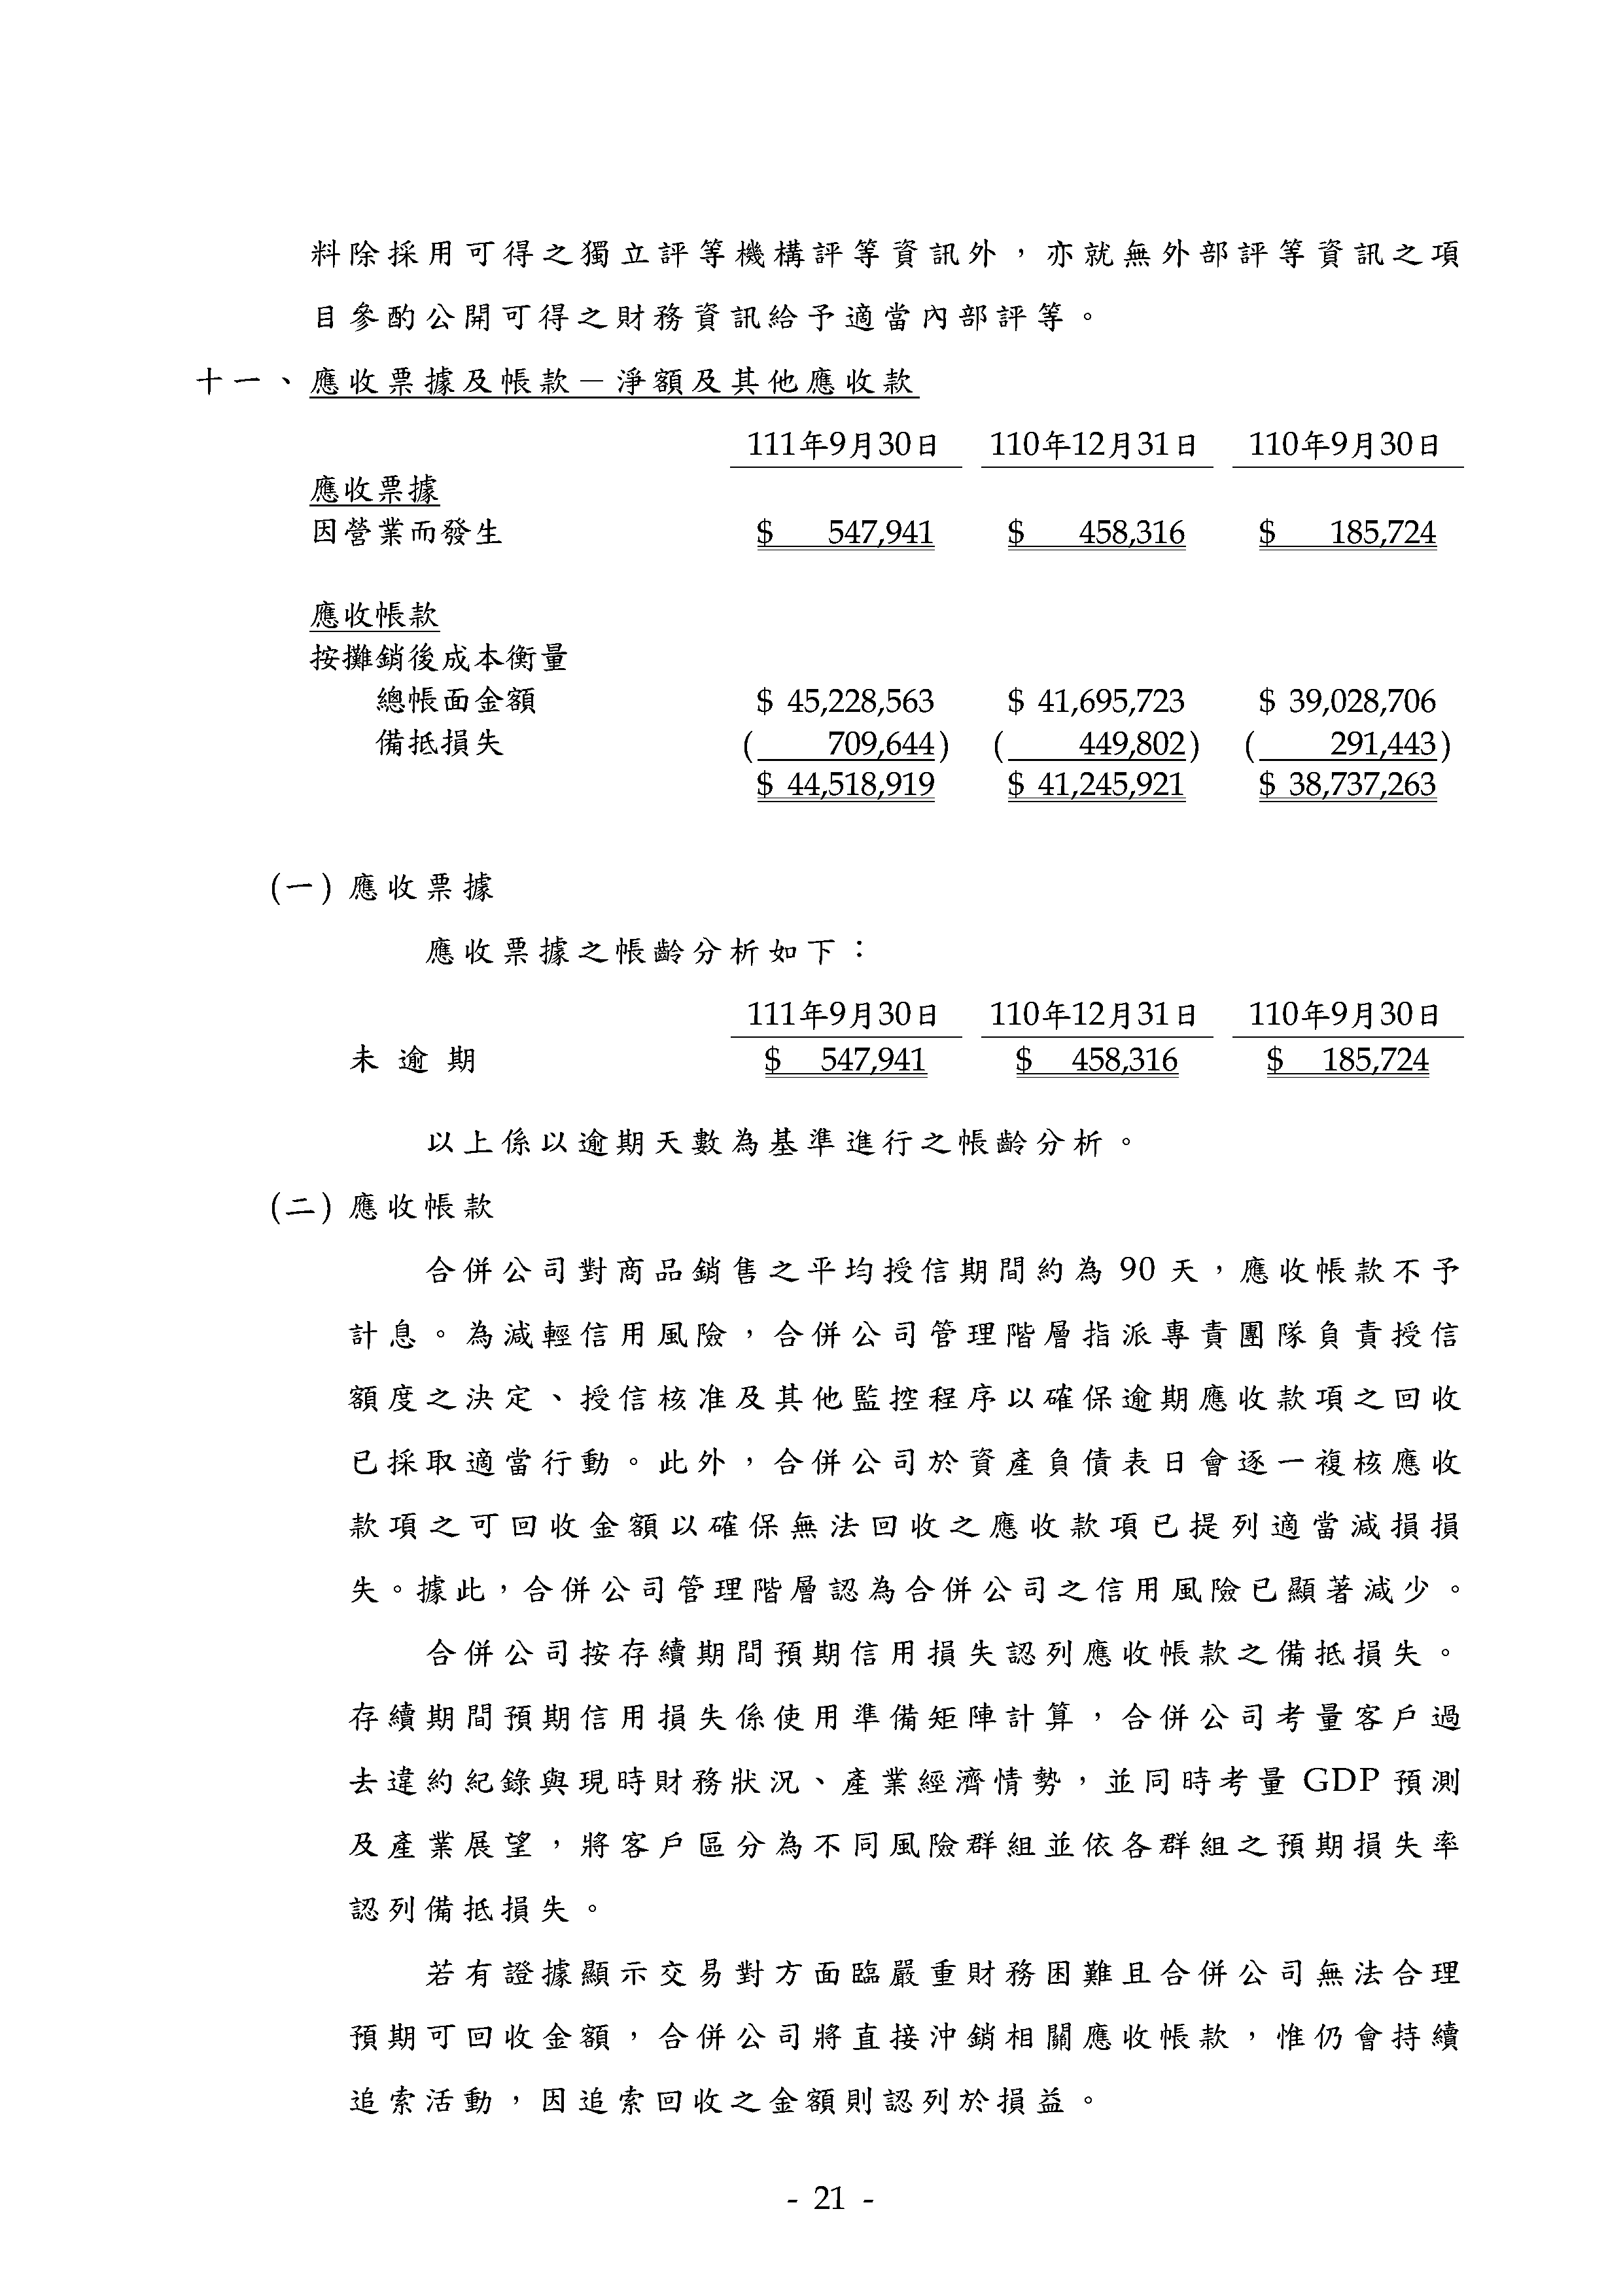 料除採用可得之獨立評等機構評等資訊外，亦就無外部評等資訊之項
目參酌公開可得之財務資訊給予適當內部評等。
十一、應收票據及帳款－淨額及其他應收款
111年9月30日 110年12月31日 110年9月30日
應收票據
因營業而發生 $ 547,941 $ 458,316 $ 185,724
應收帳款
按攤銷後成本衡量
總帳面金額 $ 45,228,563 $ 41,695,723 $ 39,028,706
備抵損失 ( 709,644) ( 449,802) ( 291,443)
$ 44,518,919 $ 41,245,921 $ 38,737,263
(一) 應收票據
應收票據之帳齡分析如下：
111年9月30日 110年12月31日 110年9月30日
未逾期 $ 547,941 $ 458,316 $ 185,724
以上係以逾期天數為基準進行之帳齡分析。
(二) 應收帳款
合併公司對商品銷售之平均授信期間約為 90 天，應收帳款不予
計息。為減輕信用風險，合併公司管理階層指派專責團隊負責授信
額度之決定、授信核准及其他監控程序以確保逾期應收款項之回收
已採取適當行動。此外，合併公司於資產負債表日會逐一複核應收
款項之可回收金額以確保無法回收之應收款項已提列適當減損損
失。據此，合併公司管理階層認為合併公司之信用風險已顯著減少。
合併公司按存續期間預期信用損失認列應收帳款之備抵損失。
存續期間預期信用損失係使用準備矩陣計算，合併公司考量客戶過
去違約紀錄與現時財務狀況、產業經濟情勢，並同時考量 GDP 預測
及產業展望，將客戶區分為不同風險群組並依各群組之預期損失率
認列備抵損失。
若有證據顯示交易對方面臨嚴重財務困難且合併公司無法合理
預期可回收金額，合併公司將直接沖銷相關應收帳款，惟仍會持續
追索活動，因追索回收之金額則認列於損益。
- 21 -